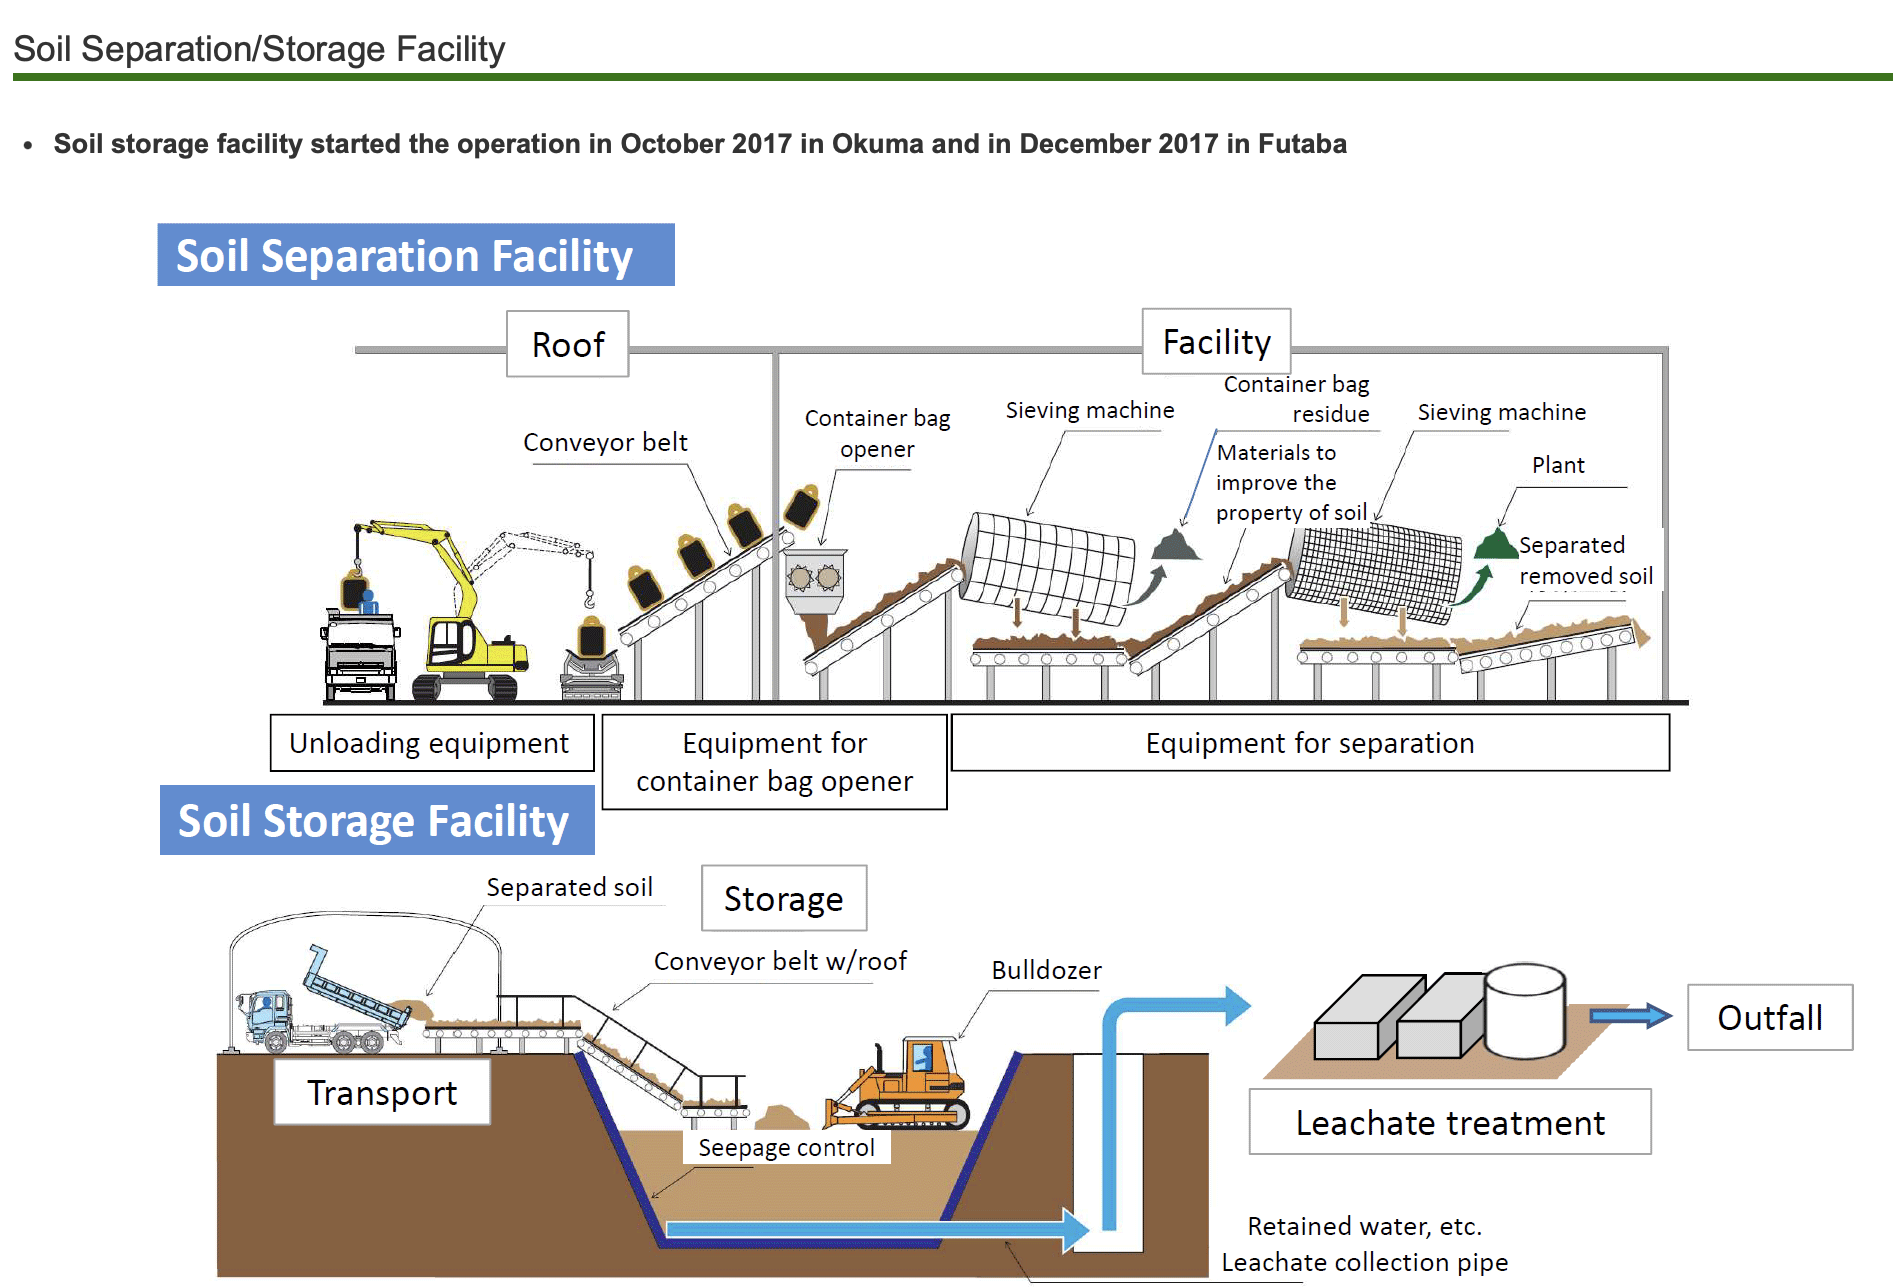 Soil Separation/Storage Facility
• Soil storage facility started the operation in October 2017 in Okuma and in December 2017 in Futaba
Soil Separation Facility
Roof
Facility
Conveyor belt
Container bag
opener
Sieving machine
Container bag
residue
Materials to
improve the
property of soil
Sieving machine
Plant
Separated
removed soil
Unloading equipment
Equipment for
container bag opener
Equipment for separation
Soil Storage Facility
Separated soil
Storage
Conveyor belt w/roof
Bulldozer
Transport
Seepage control
Outfall
Leachate treatment
Retained water, etc.
Leachate collection pipe